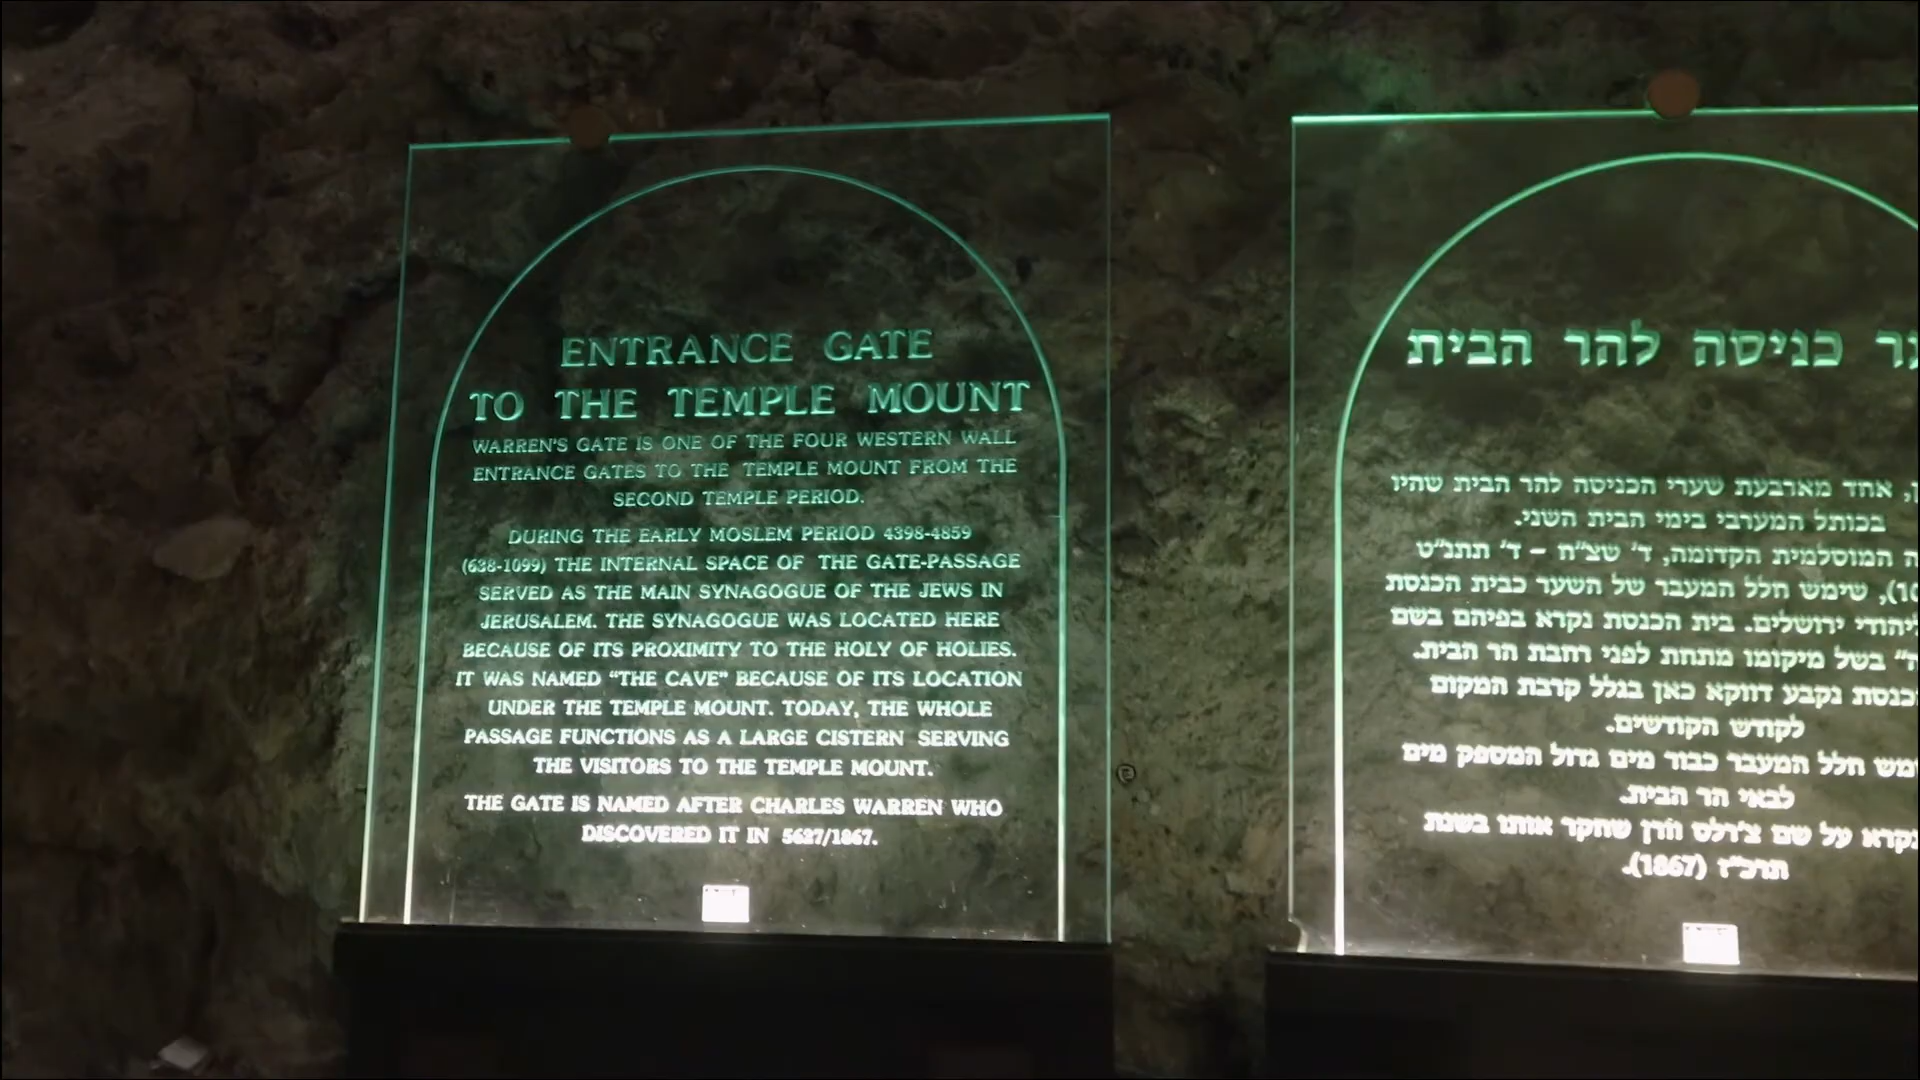 ENTRANCE GATE
TO THE TEMPLE MOUNT
WARREN'S GATE IS ONE OF THE FOUR WESTERN WALL
ENTRANCE GATES TO THE TEMPLE MOUNT FROM THE
SECOND TEMPLE PERIOD.
DURING THE EARLY MOSLEM PERIOD 4398-4859
(638-1099) THE INTERNAL SPACE OF THE GATE-PASSAGE
SERVED AS THE MAIN SYNAGOGUE OF THE JEWS IN
JERUSALEM. THE SYNAGOGUE WAS LOCATED HERE
BECAUSE OF ITS PROXIMITY TO THE HOLY OF HOLIES.
IT WAS NAMED "THE CAVE" BECAUSE OF ITS LOCATION
UNDER THE TEMPLE MOUNT. TODAY, THE WHOLE
PASSAGE FUNCTIONS AS A LARGE CISTERN SERVING
THE VISITORS TO THE TEMPLE MOUNT.
THE GATE IS NAMED AFTER CHARLES WARREN WHO
DISCOVERED IT IN 5627/1867.
כניסה להר הבית
אחד מארבעת שערי הכניסה להר הבית שהיו
בכותל המערבי בימי הבית השני.
המוסלמית הקדומה, ד' שצ"ח - ד' תתנ"ט
שימש חלל המעבר של השער כבית הכנסת
ליהודי ירושלים. בית הכנסת נקרא בפיהם בשם
בשל מיקומו מתחת לפני רחבת הר הבית.
נקבע דווקא כאן בגלל קרבת המקום
לקודש הקודשים.
חלל המעבר כבור מים גדול המספק מים
לבאי הר הבית.
על שם צ'רלס וורן שחקר אותו בשנת
תרכ"ז (1867).